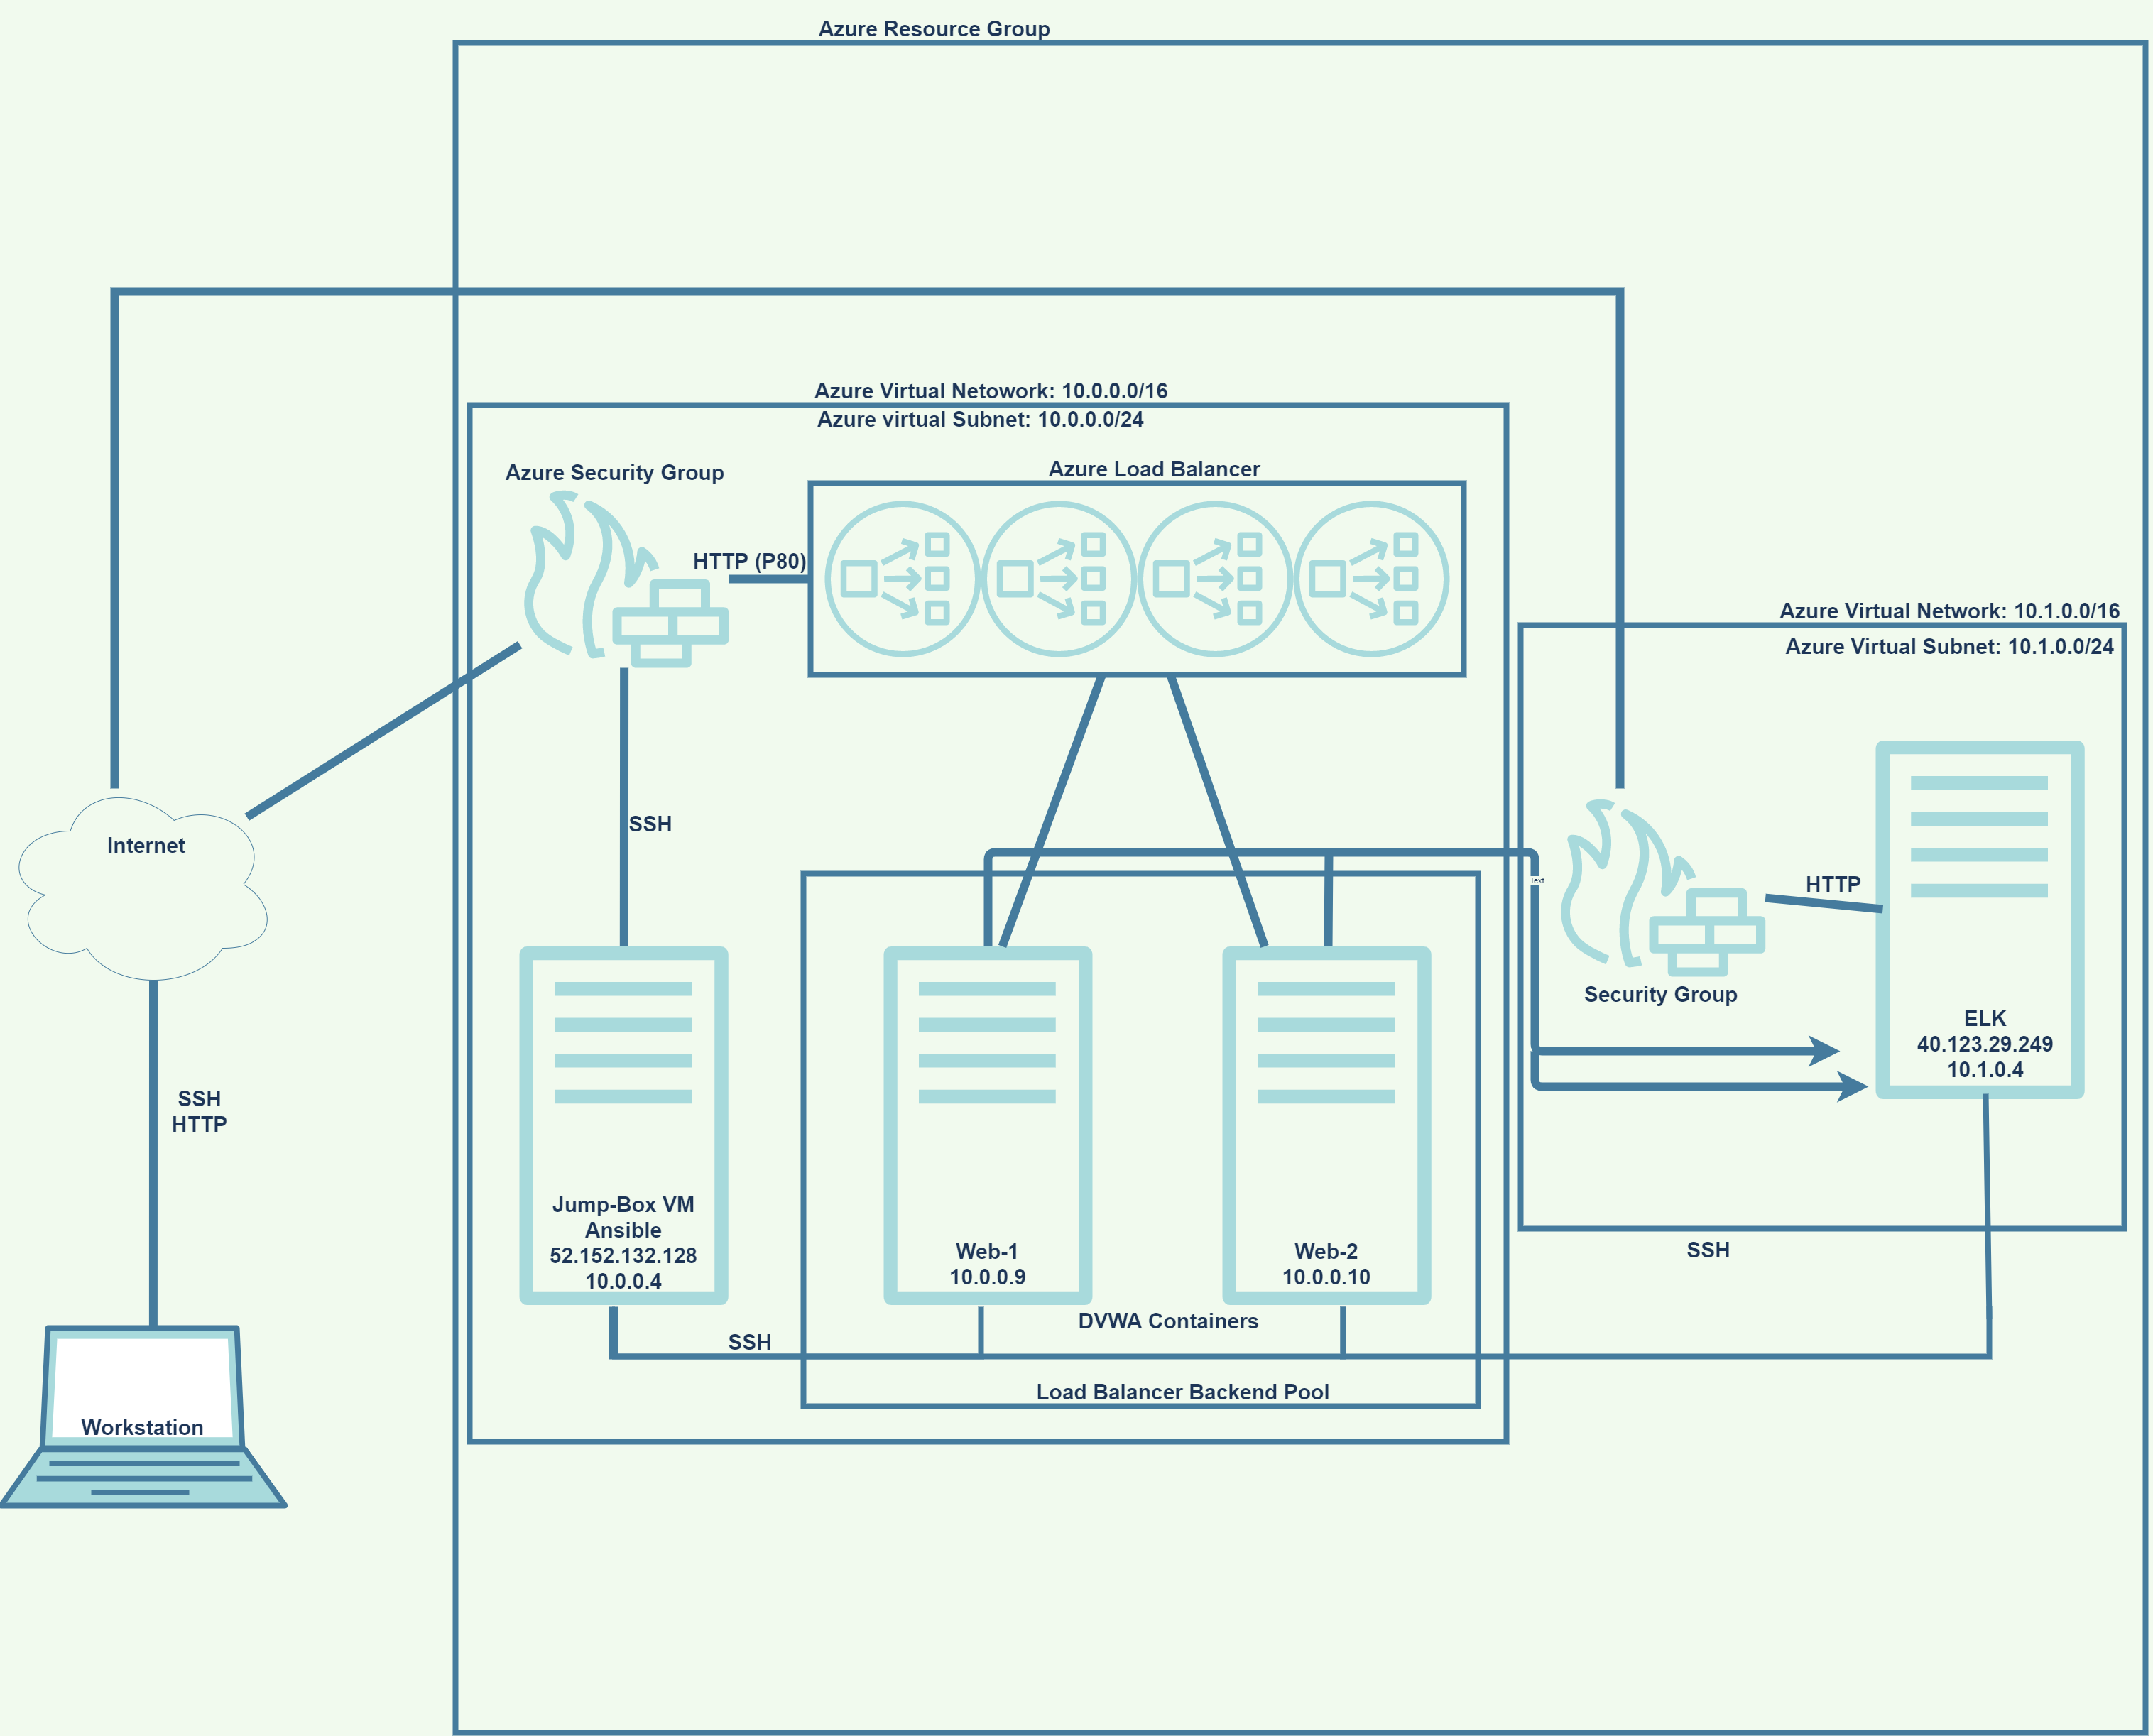 Azure Resource Group
Azure Virtual Netowork: 10.0.0.0/16
Azure virtual Subnet: 10.0.0.0/24
Azure Security Group
Azure Load Balancer
HTTP (P80)
Azure Virtual Network: 10.1.0.0/16
Azure Virtual Subnet: 10.1.0.0/24
SSH
Internet
Text
HTTP
Security Group
ELK
40.123.29.249
10.1.0.4
SSH
HTTP
Jump-Box VM
Ansible
52.152.132.128
10.0.0.4
Web-1
10.0.0.9
Web-2
10.0.0.10
SSH
DVWA Containers
SSH
Load Balancer Backend Pool
Workstation